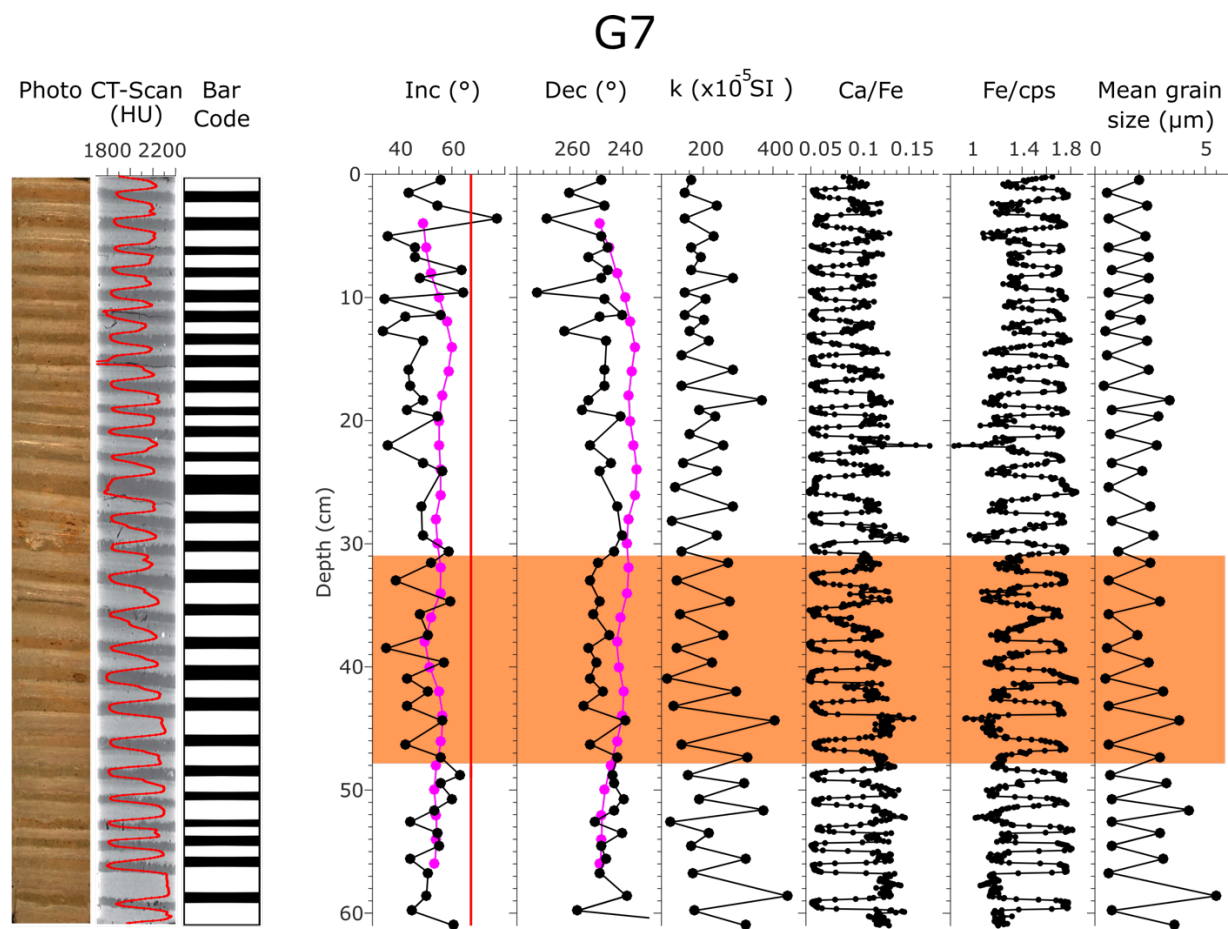 G7
Photo CT-Scan (HU) Bar Code Inc (°) Dec (°) k (x10⁻⁵SI ) Ca/Fe Fe/cps Mean grain size (µm)
1800 2200 40 60 260 240 200 400 0.05 0.1 0.15 1 1.4 1.8 0 5
0
10
20
30
40
50
60
Depth (cm)